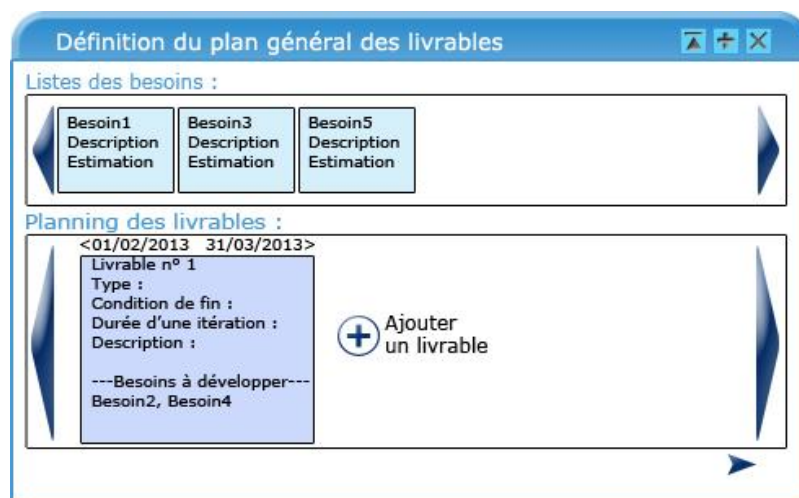 Définition du plan général des livrables
Listes des besoins :
Besoin1 Besoin3 Besoin5
Description Description Description
Estimation Estimation Estimation
Planning des livrables :
<01/02/2013 31/03/2013>
Livrable n° 1
Type :
Condition de fin :
Durée d'une itération :
Description :
---Besoins à développer---
Besoin2, Besoin4
Ajouter
un livrable